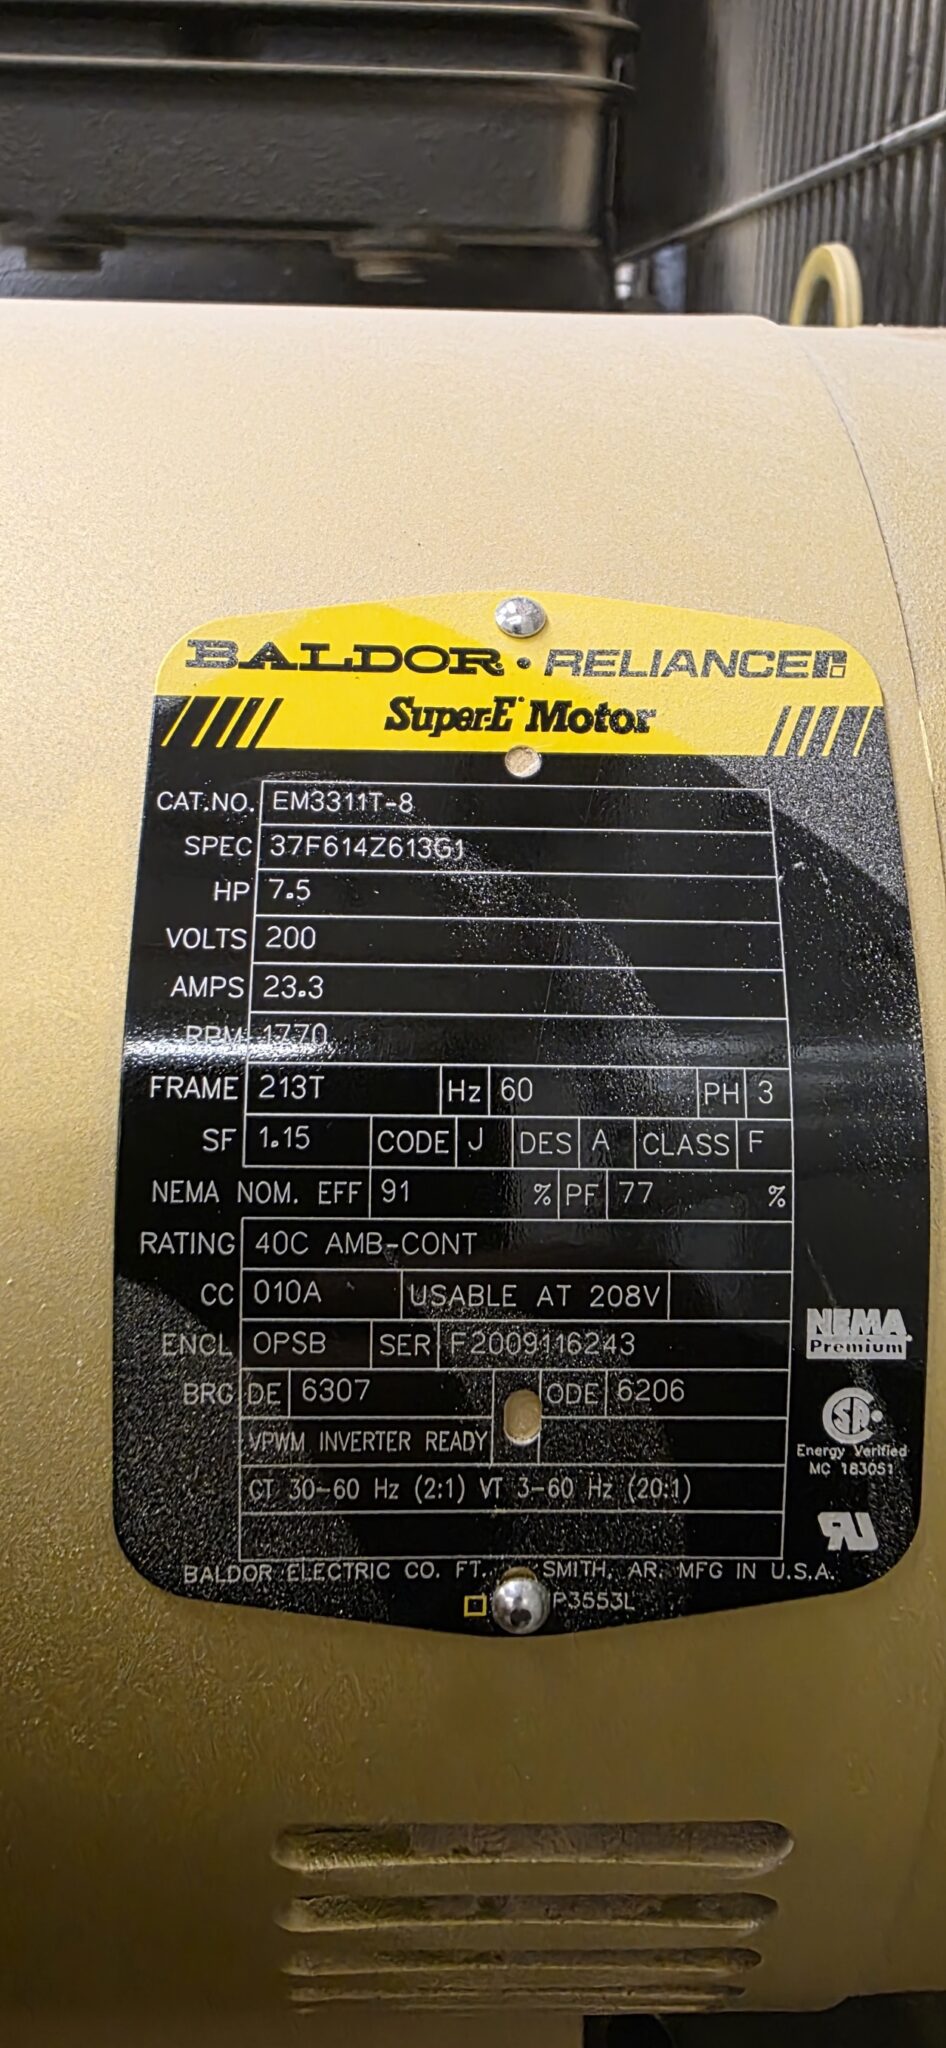 BALDOR • RELIANCE
Super-E Motor
CAT.NO. EM3311T-8
SPEC 37F614Z613G1
HP 7.5
VOLTS 200
AMPS 23.3
RPM 1770
FRAME 213T Hz 60 PH 3
SF 1.15 CODE J DES A CLASS F
NEMA NOM. EFF 91 % PF 77 %
RATING 40C AMB-CONT
CC 010A USABLE AT 208V
ENCL OPSB SER F2009116243
BRG DE 6307 ODE 6206
VPWM INVERTER READY
CT 30-60 Hz (2:1) VT 3-60 Hz (20:1)
NEMA
Premium
SA
Energy Verified
MC 183051
RU
BALDOR ELECTRIC CO. FT. SMITH, AR. MFG IN U.S.A.
P3553L